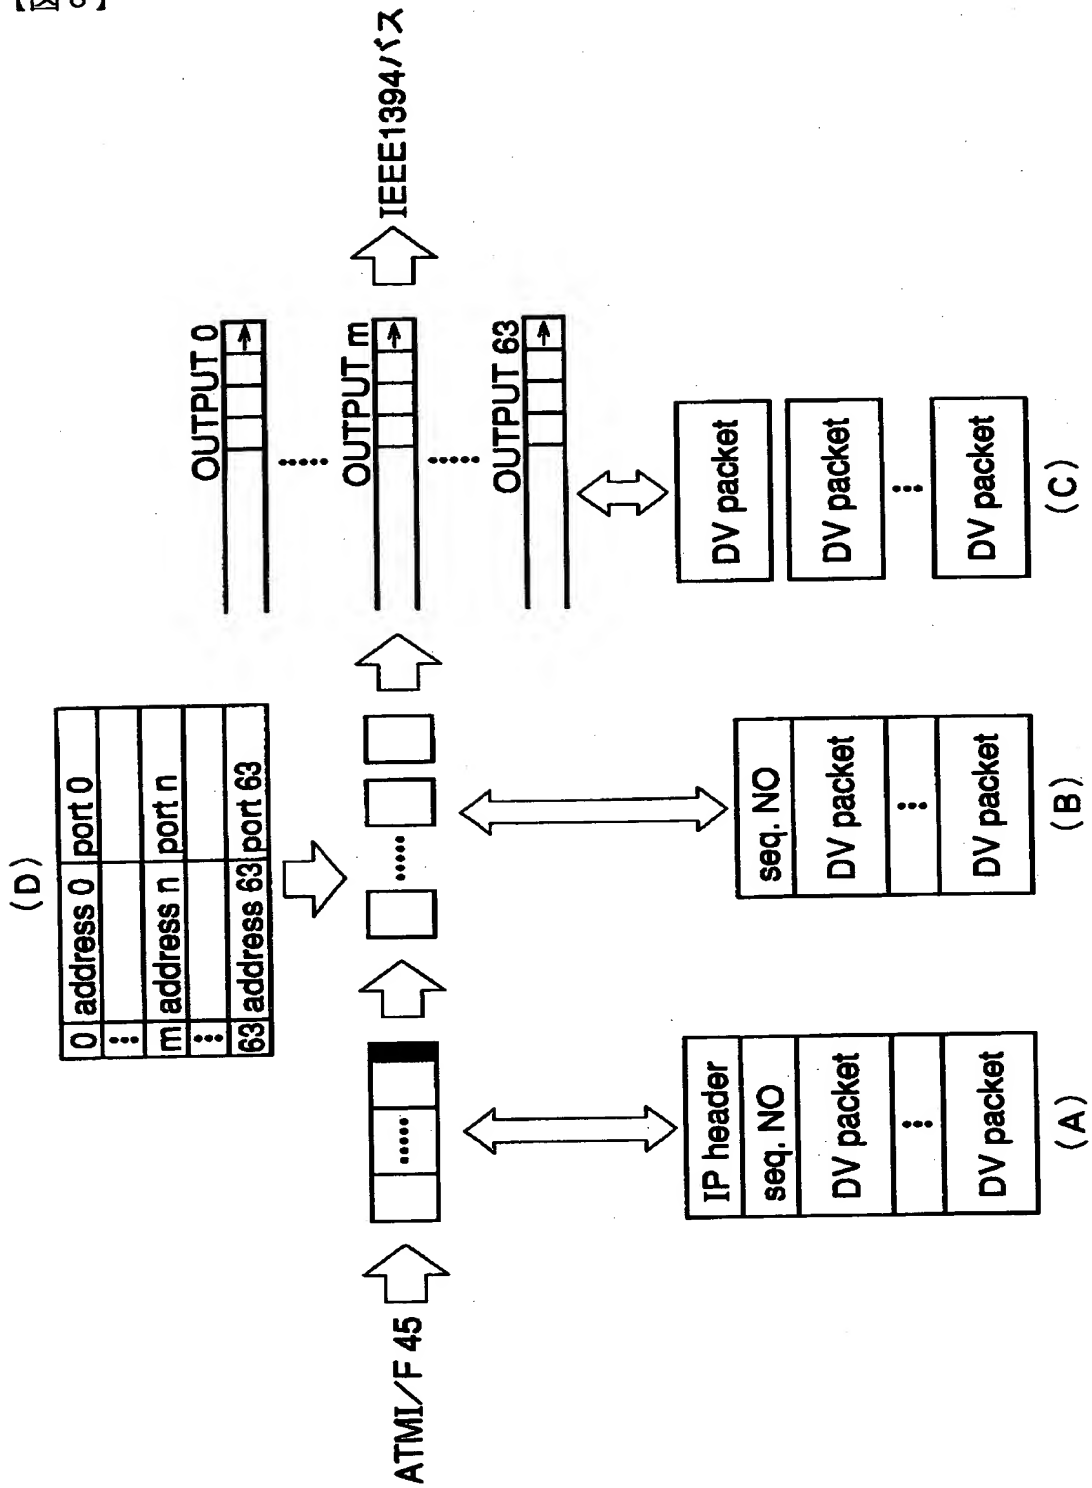 【図8】
(D)
0 address 0 port 0
⋮
m address n port n
⋮
63 address 63 port 63
ATMI/F 45
.....
.....
OUTPUT 0
.....
OUTPUT m
.....
OUTPUT 63
IEEE1394バス
IP header
seq. NO
DV packet
⋮
DV packet
(A)
seq. NO
DV packet
⋮
DV packet
(B)
DV packet
DV packet
⋮
DV packet
(C)